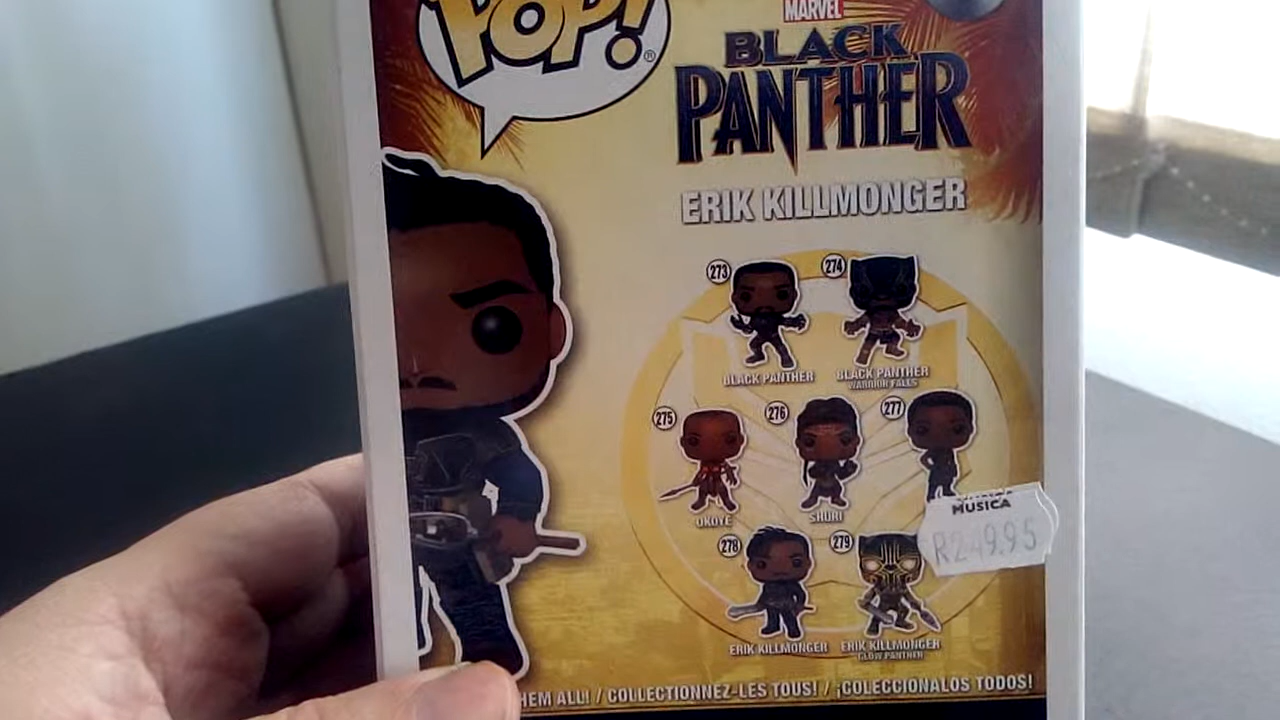 POP!®
MARVEL
BLACK
PANTHER
ERIK KILLMONGER
273
BLACK PANTHER
274
BLACK PANTHER
WARRIOR FALLS
275
OKOYE
276
SHURI
277
MUSICA
R249.95
278
ERIK KILLMONGER
279
ERIK KILLMONGER
GLOW PANTHER
HEM ALL! / COLLECTIONNEZ-LES TOUS! / ¡COLECCIONALOS TODOS!